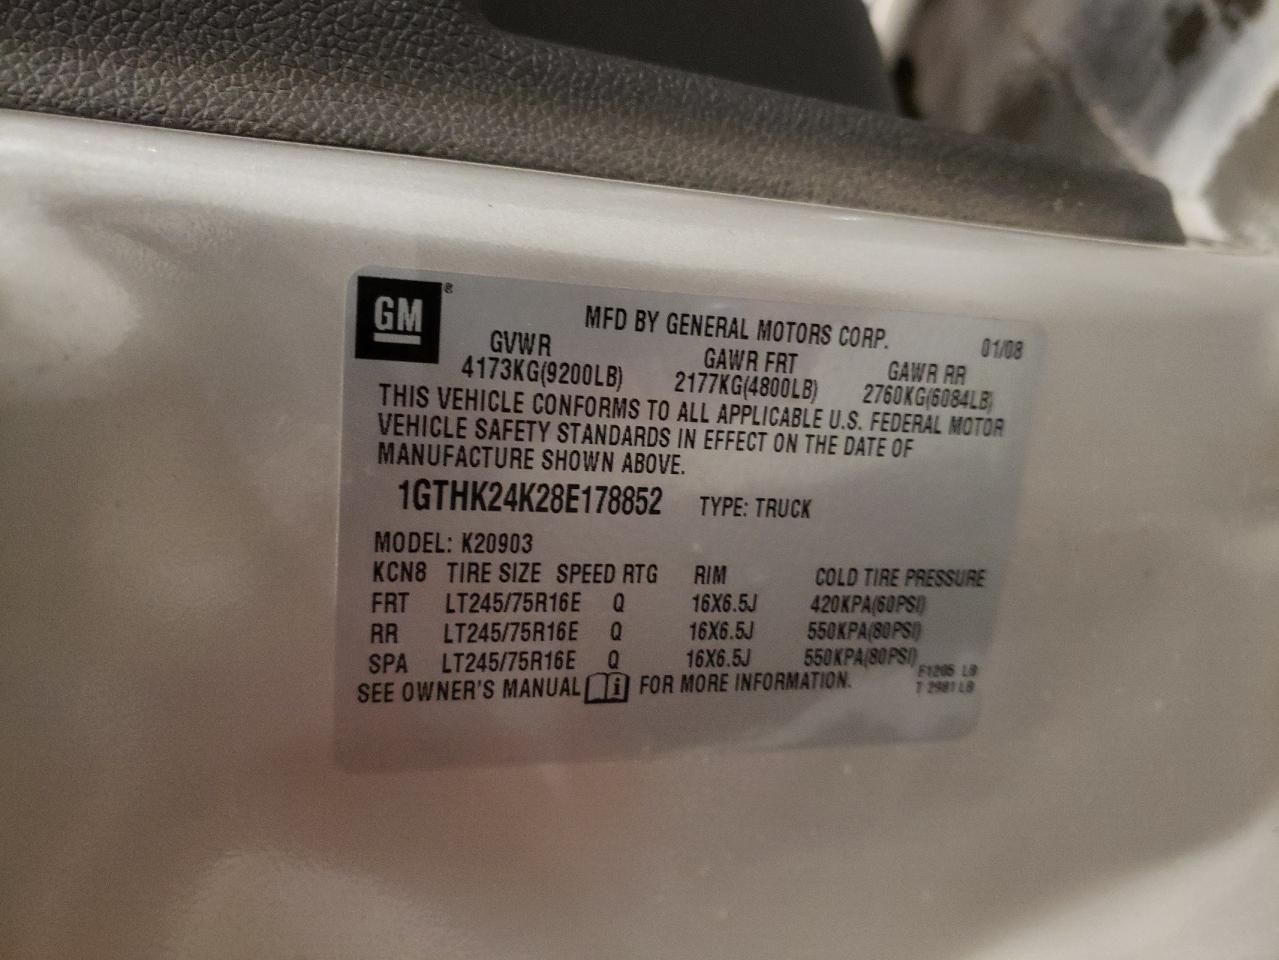 GM®
MFD BY GENERAL MOTORS CORP. 01/08
GVWR GAWR FRT GAWR RR
4173KG(9200LB) 2177KG(4800LB) 2760KG(6084LB)
THIS VEHICLE CONFORMS TO ALL APPLICABLE U.S. FEDERAL MOTOR
VEHICLE SAFETY STANDARDS IN EFFECT ON THE DATE OF
MANUFACTURE SHOWN ABOVE.
1GTHK24K28E178852 TYPE: TRUCK
MODEL: K20903
KCN8 TIRE SIZE SPEED RTG RIM COLD TIRE PRESSURE
FRT LT245/75R16E Q 16X6.5J 420KPA(60PSI)
RR LT245/75R16E Q 16X6.5J 550KPA(80PSI)
SPA LT245/75R16E Q 16X6.5J 550KPA(80PSI)
SEE OWNER'S MANUAL i FOR MORE INFORMATION.
LB
T 2981 LB